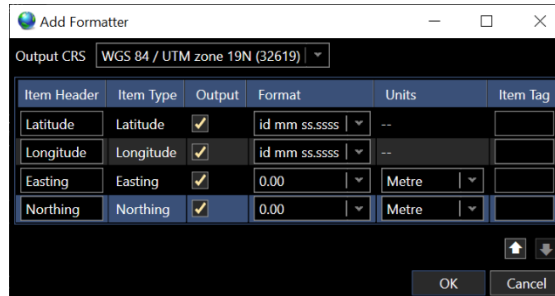 Add Formatter
Output CRS WGS 84 / UTM zone 19N (32619)
Item Header Item Type Output Format Units Item Tag
Latitude Latitude id mm ss.ssss --
Longitude Longitude id mm ss.ssss --
Easting Easting 0.00 Metre
Northing Northing 0.00 Metre
OK Cancel